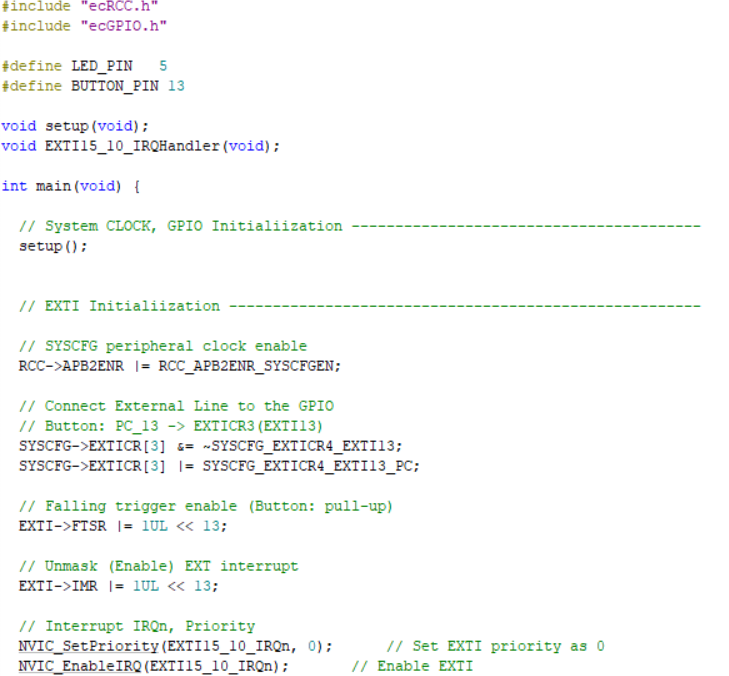 #include "ecRCC.h"
#include "ecGPIO.h"
#define LED_PIN   5
#define BUTTON_PIN 13
void setup(void);
void EXTI15_10_IRQHandler(void);
int main(void) {
// System CLOCK, GPIO Initialiization ----------------------------------------
setup();
// EXTI Initialiization ------------------------------------------------------
// SYSCFG peripheral clock enable
RCC->APB2ENR |= RCC_APB2ENR_SYSCFGEN;
// Connect External Line to the GPIO
// Button: PC_13 -> EXTICR3(EXTI13)
SYSCFG->EXTICR[3] &= ~SYSCFG_EXTICR4_EXTI13;
SYSCFG->EXTICR[3] |= SYSCFG_EXTICR4_EXTI13_PC;
// Falling trigger enable (Button: pull-up)
EXTI->FTSR |= 1UL << 13;
// Unmask (Enable) EXT interrupt
EXTI->IMR |= 1UL << 13;
// Interrupt IRQn, Priority
NVIC_SetPriority(EXTI15_10_IRQn, 0);      // Set EXTI priority as 0
NVIC_EnableIRQ(EXTI15_10_IRQn);       // Enable EXTI